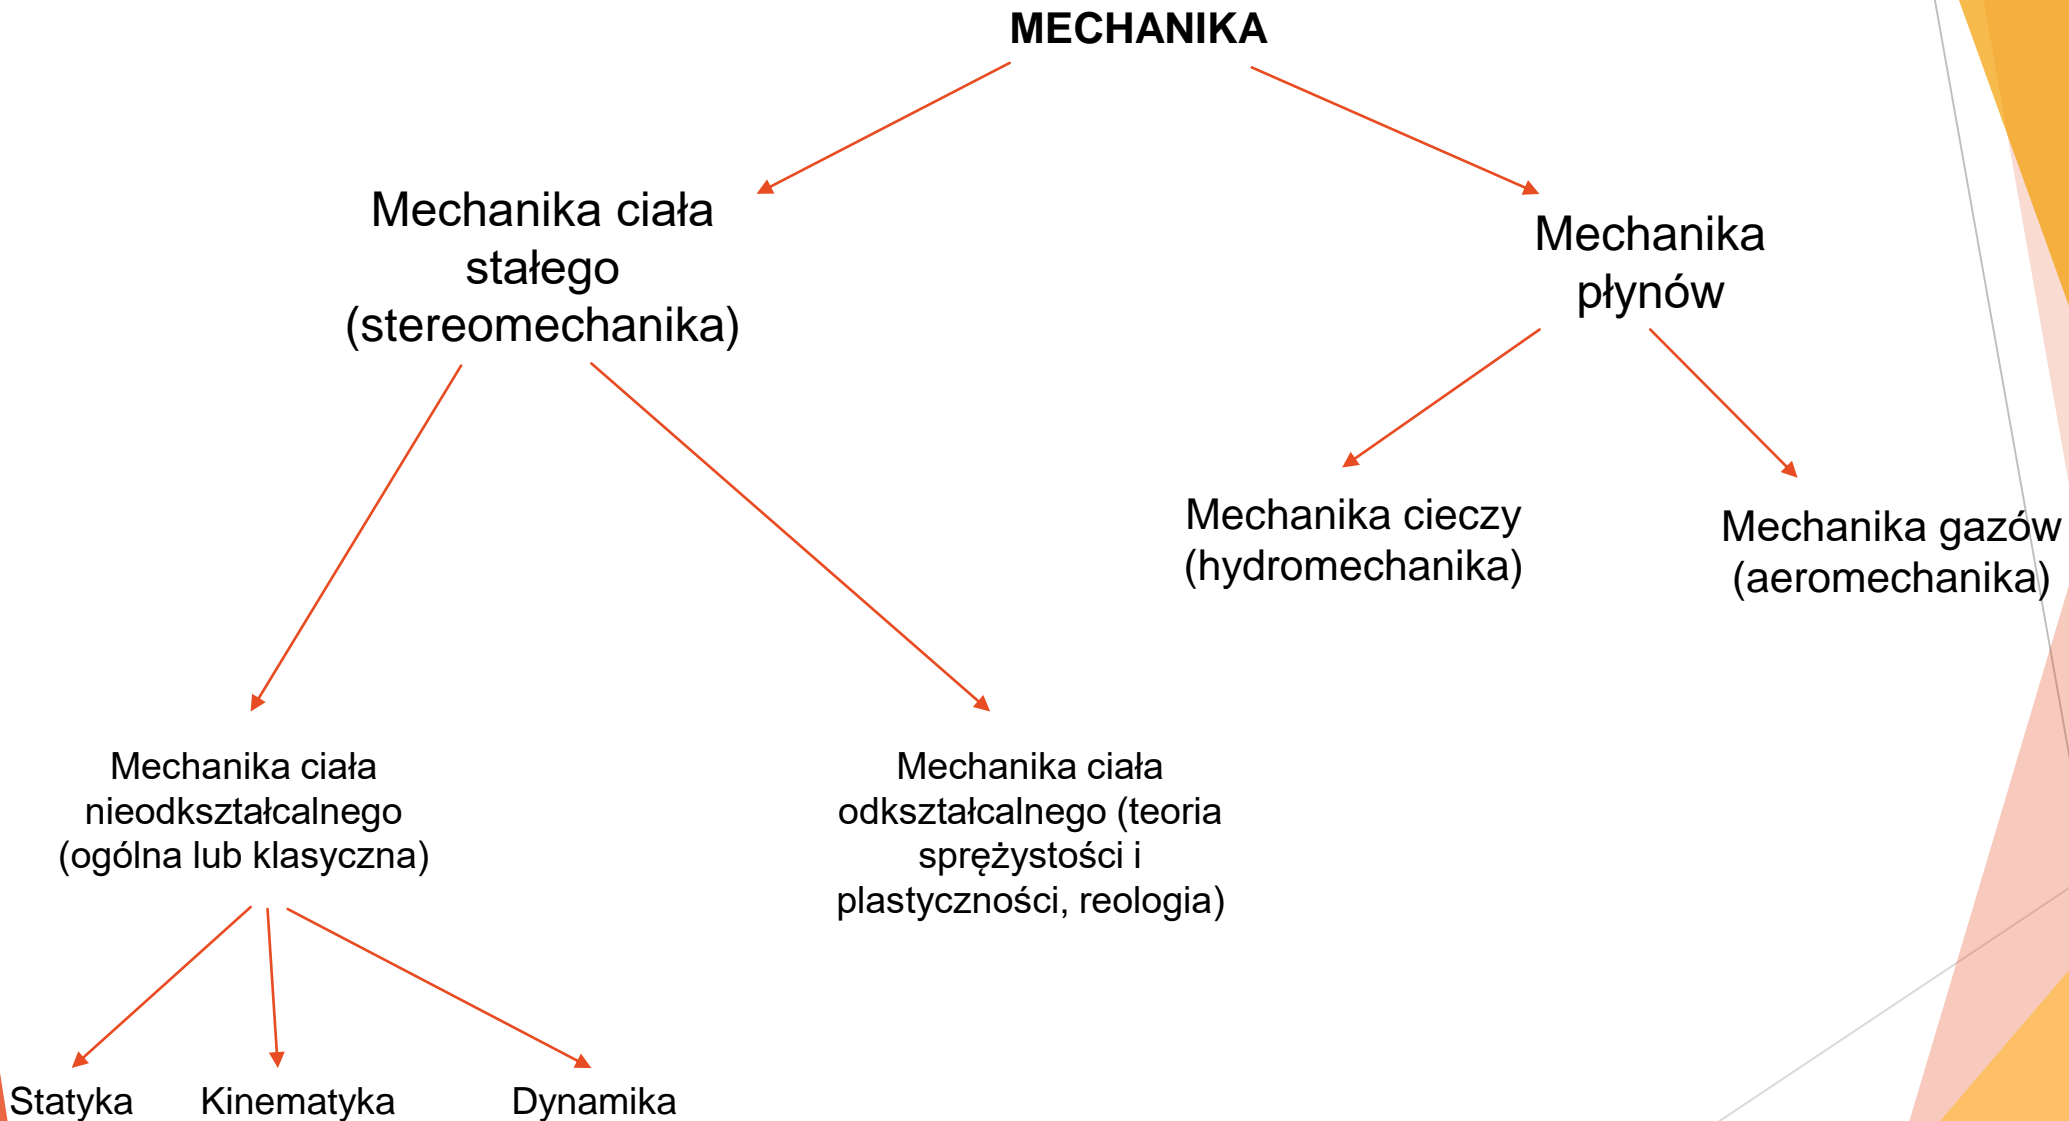 MECHANIKA
Mechanika ciała
stałego
(stereomechanika)
Mechanika
płynów
Mechanika cieczy
(hydromechanika)
Mechanika gazów
(aeromechanika)
Mechanika ciała
nieodkształcalnego
(ogólna lub klasyczna)
Mechanika ciała
odkształcalnego (teoria
sprężystości i
plastyczności, reologia)
Statyka
Kinematyka
Dynamika